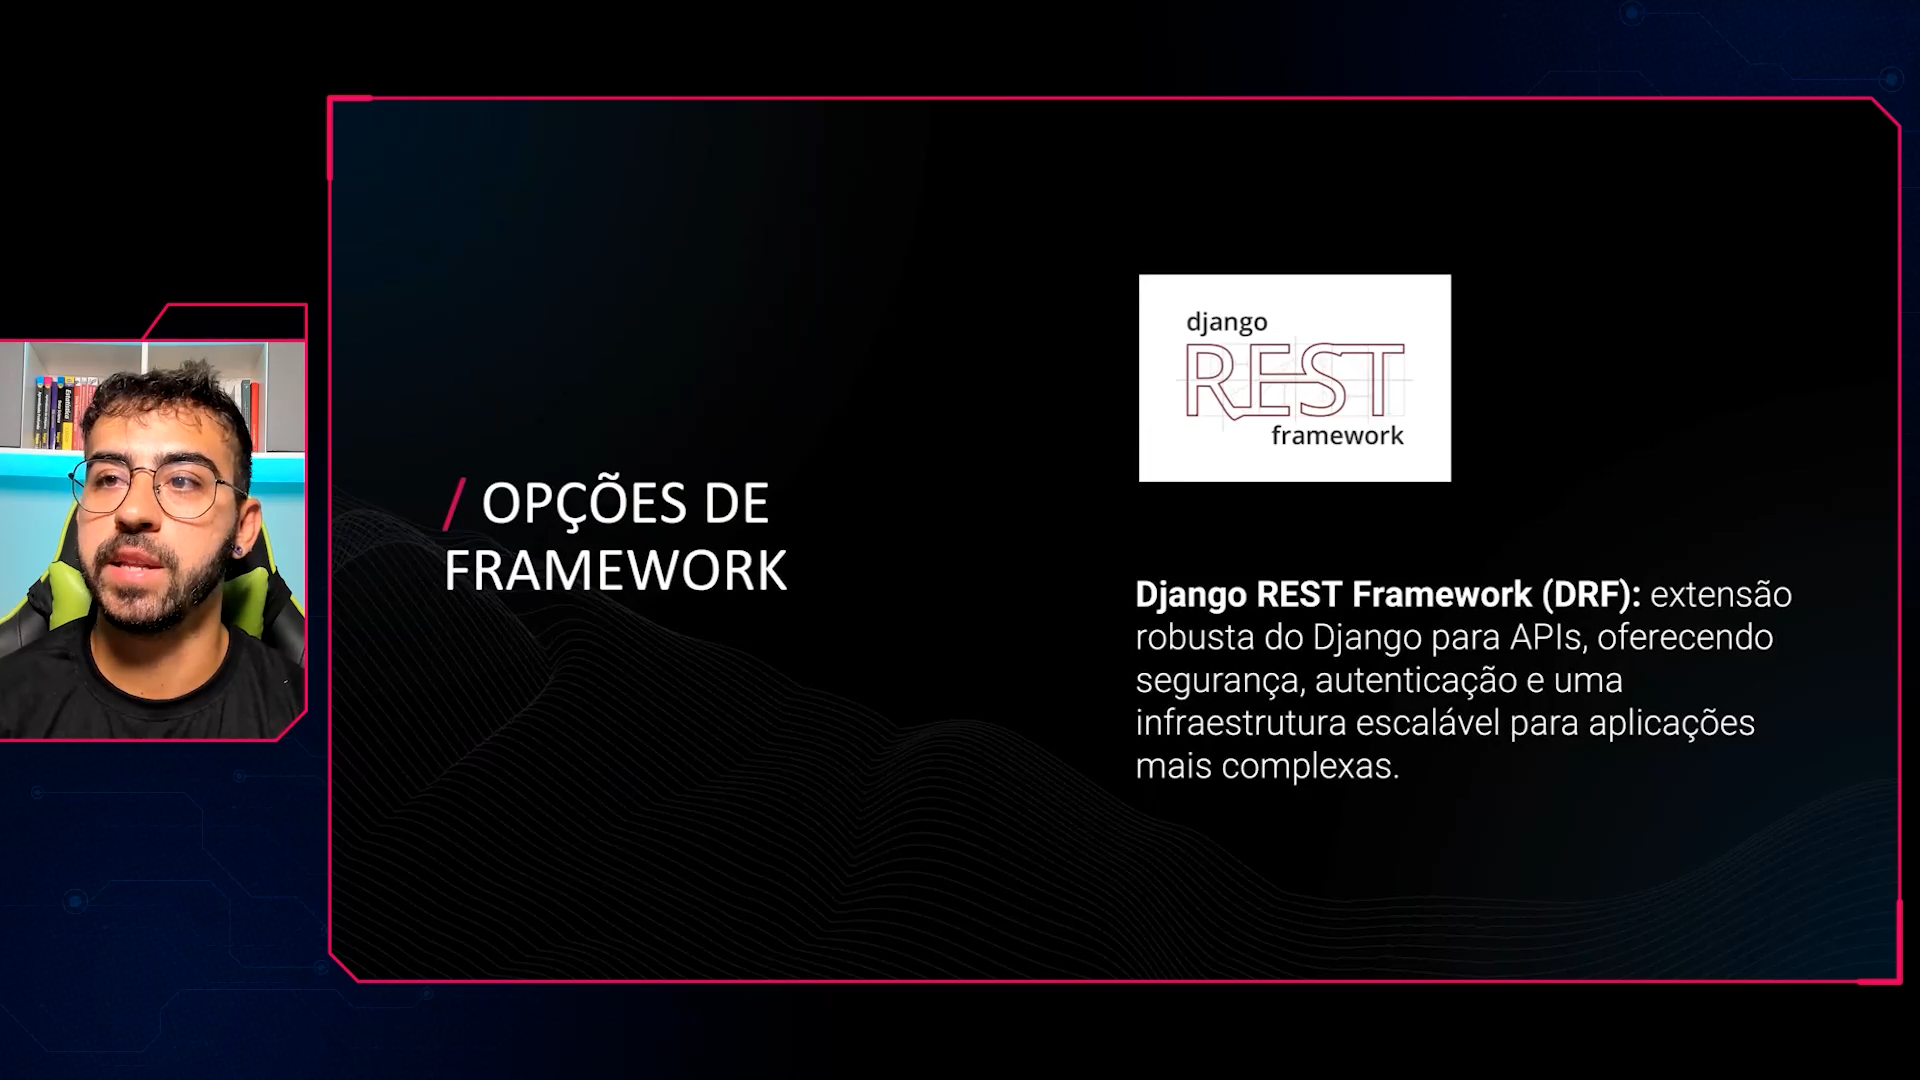 / OPÇÕES DE
FRAMEWORK
django
REST
framework
Django REST Framework (DRF): extensão
robusta do Django para APIs, oferecendo
segurança, autenticação e uma
infraestrutura escalável para aplicações
mais complexas.